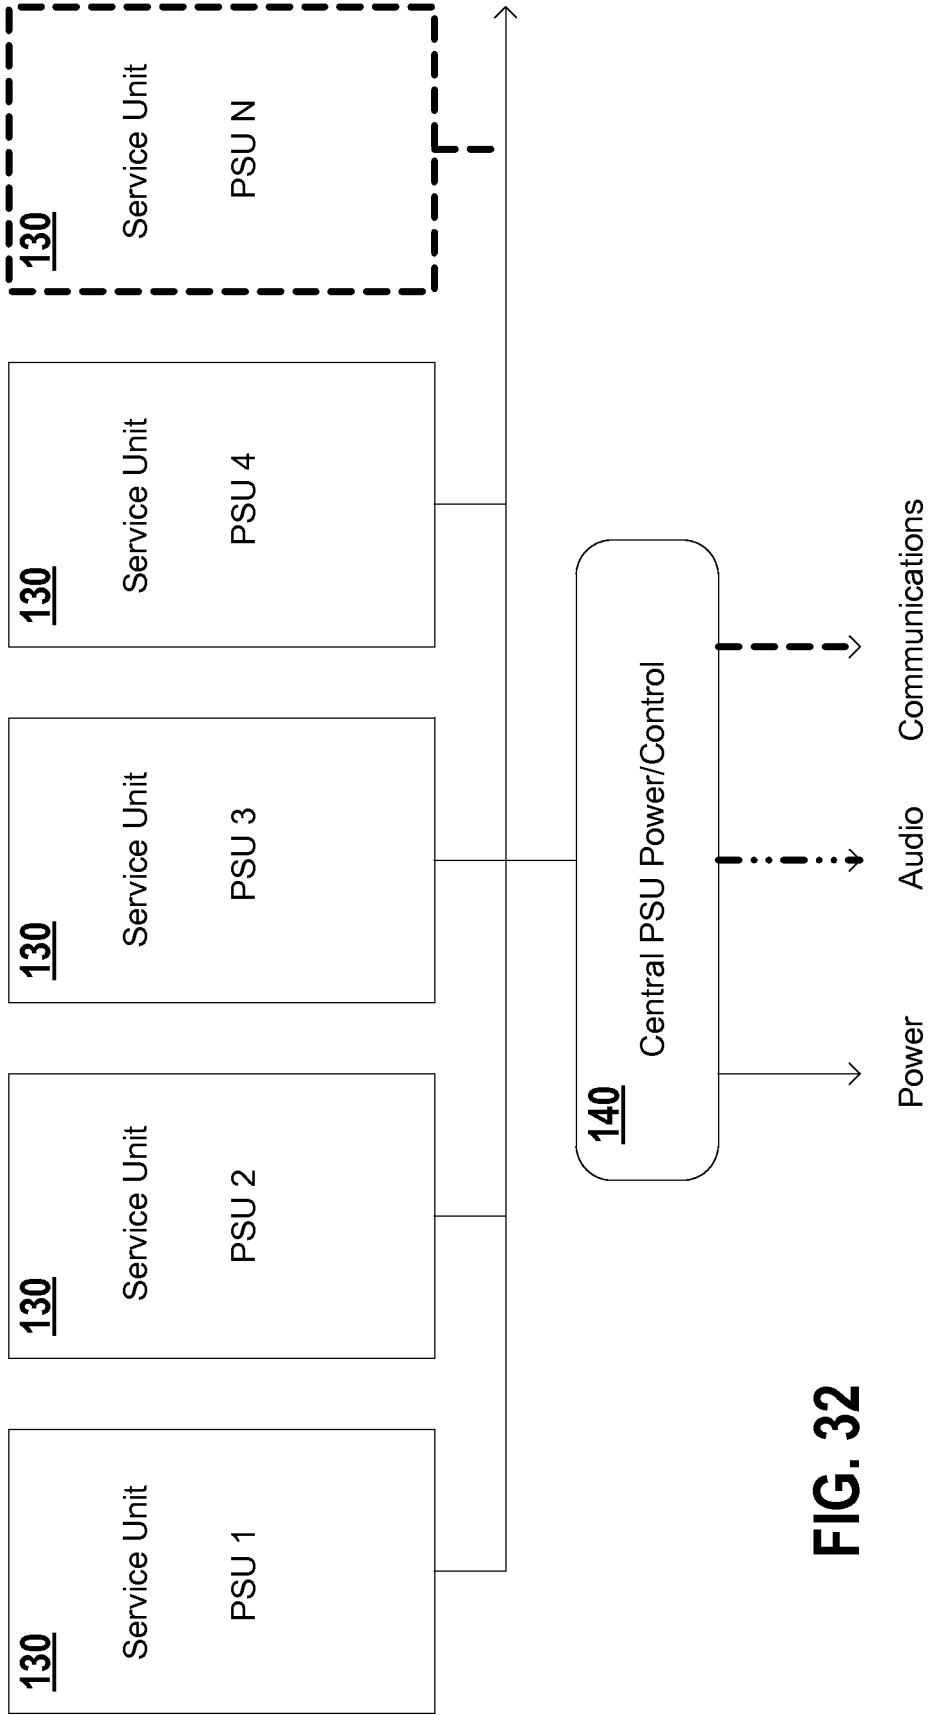 130
Service Unit
PSU 1
130
Service Unit
PSU 2
130
Service Unit
PSU 3
130
Service Unit
PSU 4
130
Service Unit
PSU N
140
Central PSU Power/Control
Power
Audio
Communications
FIG. 32